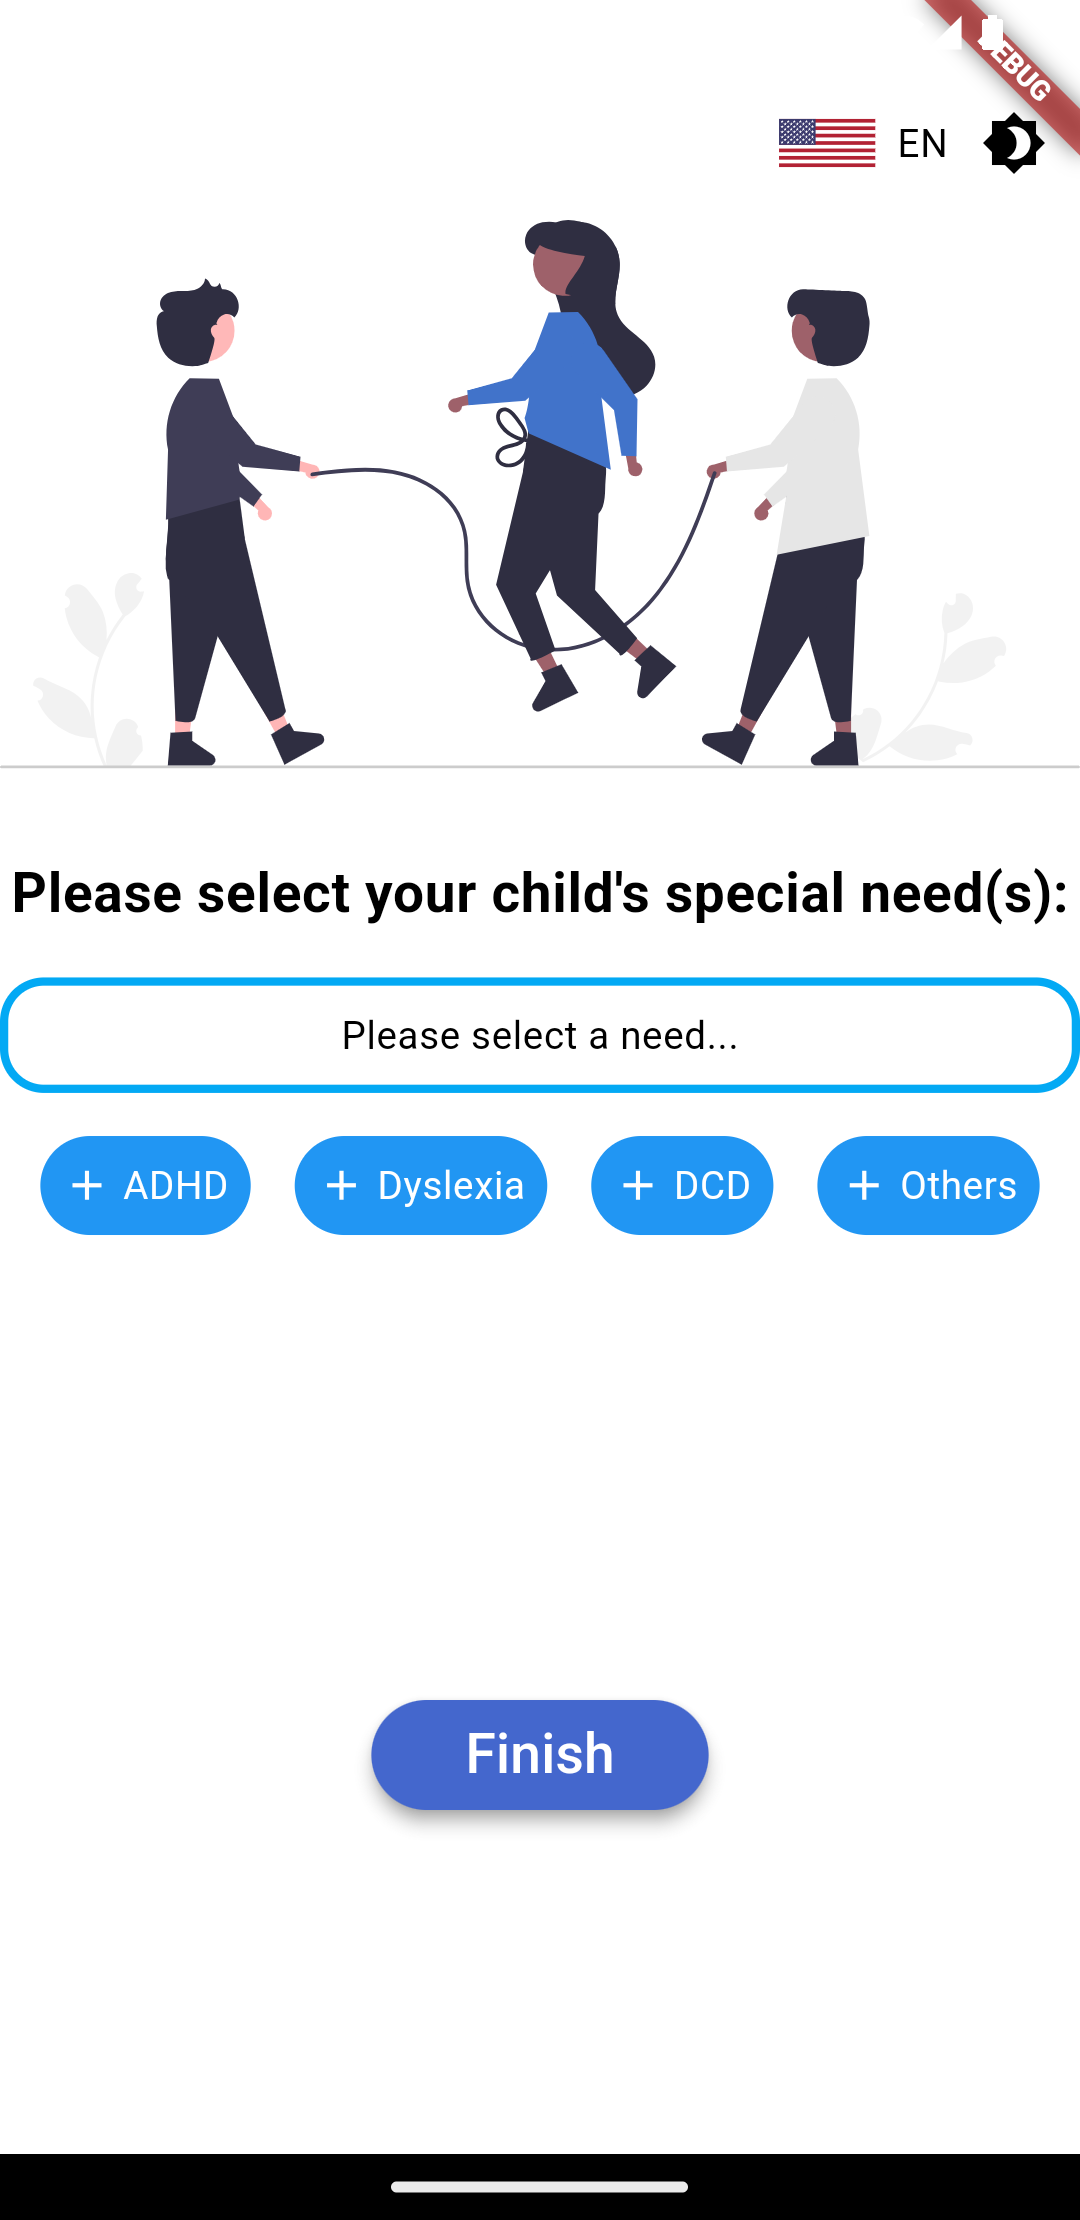 EBUG
EN
Please select your child's special need(s):
Please select a need...
+ ADHD + Dyslexia + DCD + Others
Finish